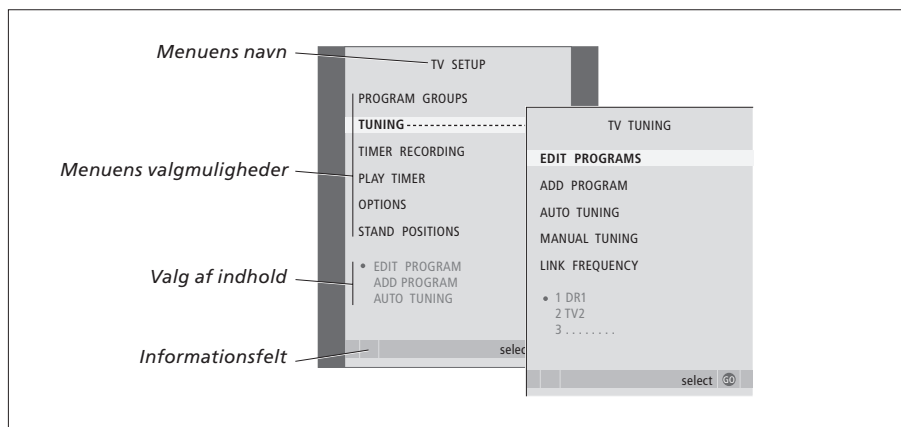 Menuens navn
TV SETUP
PROGRAM GROUPS
TUNING
TIMER RECORDING
Menuens valgmuligheder
PLAY TIMER
OPTIONS
STAND POSITIONS
Valg af indhold
• EDIT PROGRAM
ADD PROGRAM
AUTO TUNING
Informationsfelt
selec
TV TUNING
EDIT PROGRAMS
ADD PROGRAM
AUTO TUNING
MANUAL TUNING
LINK FREQUENCY
• 1 DR1
2 TV2
3 . . . . . . . .
select GO